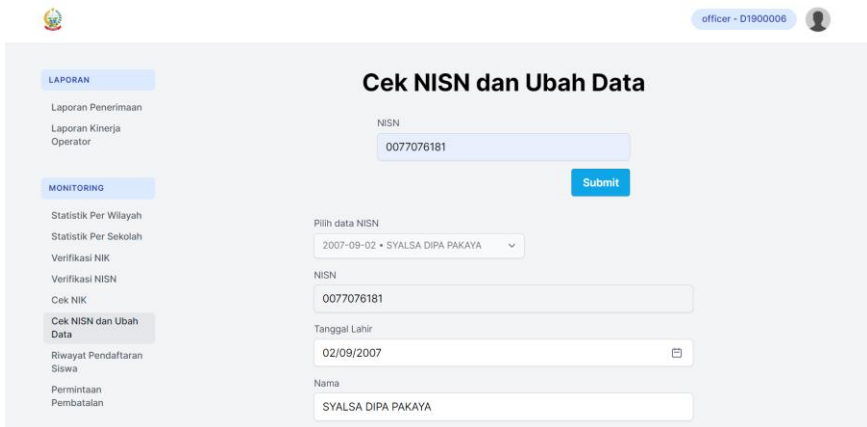 officer - D1900006
LAPORAN
Laporan Penerimaan
Laporan Kinerja
Operator
MONITORING
Statistik Per Wilayah
Statistik Per Sekolah
Verifikasi NIK
Verifikasi NISN
Cek NIK
Cek NISN dan Ubah
Data
Riwayat Pendaftaran
Siswa
Permintaan
Pembatalan
Cek NISN dan Ubah Data
NISN
0077076181
Submit
Pilih data NISN
2007-09-02 • SYALSA DIPA PAKAYA
NISN
0077076181
Tanggal Lahir
02/09/2007
Nama
SYALSA DIPA PAKAYA